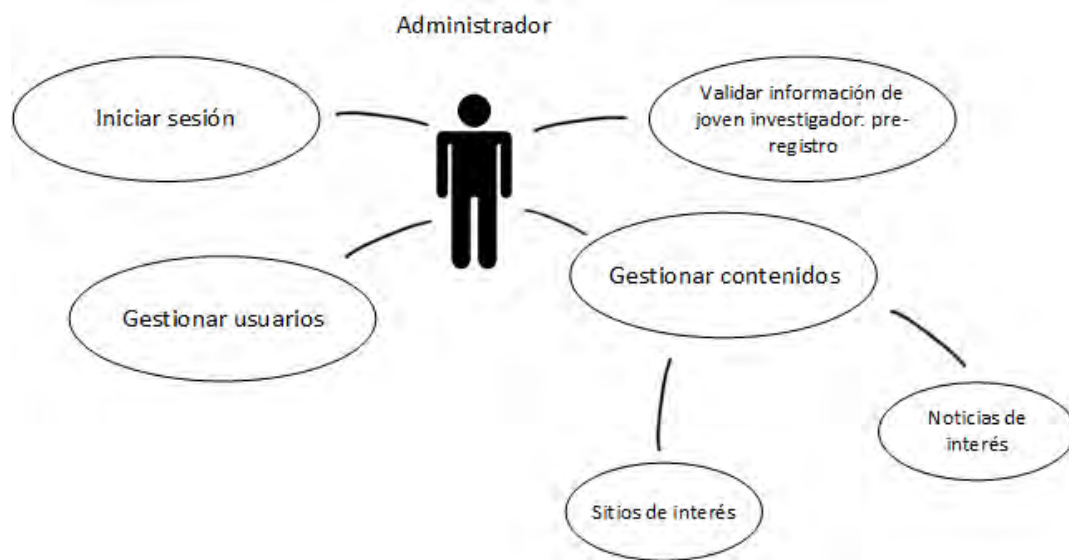 Administrador
Iniciar sesión
Validar información de
joven investigador: pre-
registro
Gestionar usuarios
Gestionar contenidos
Noticias de
interés
Sitios de interés